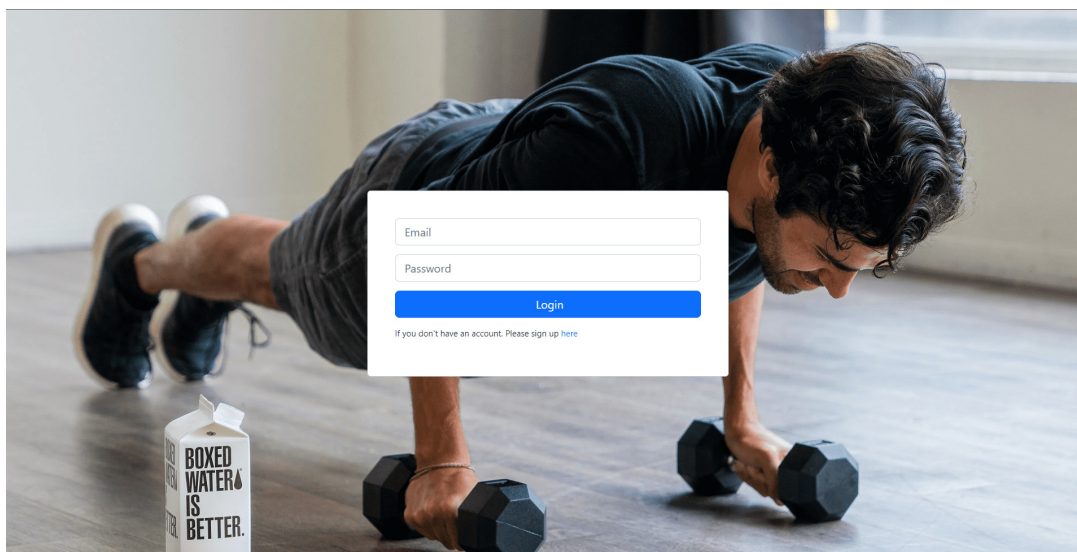 Email
Password
Login
If you don't have an account. Please sign up here
BOXED
WATER
IS
BETTER.